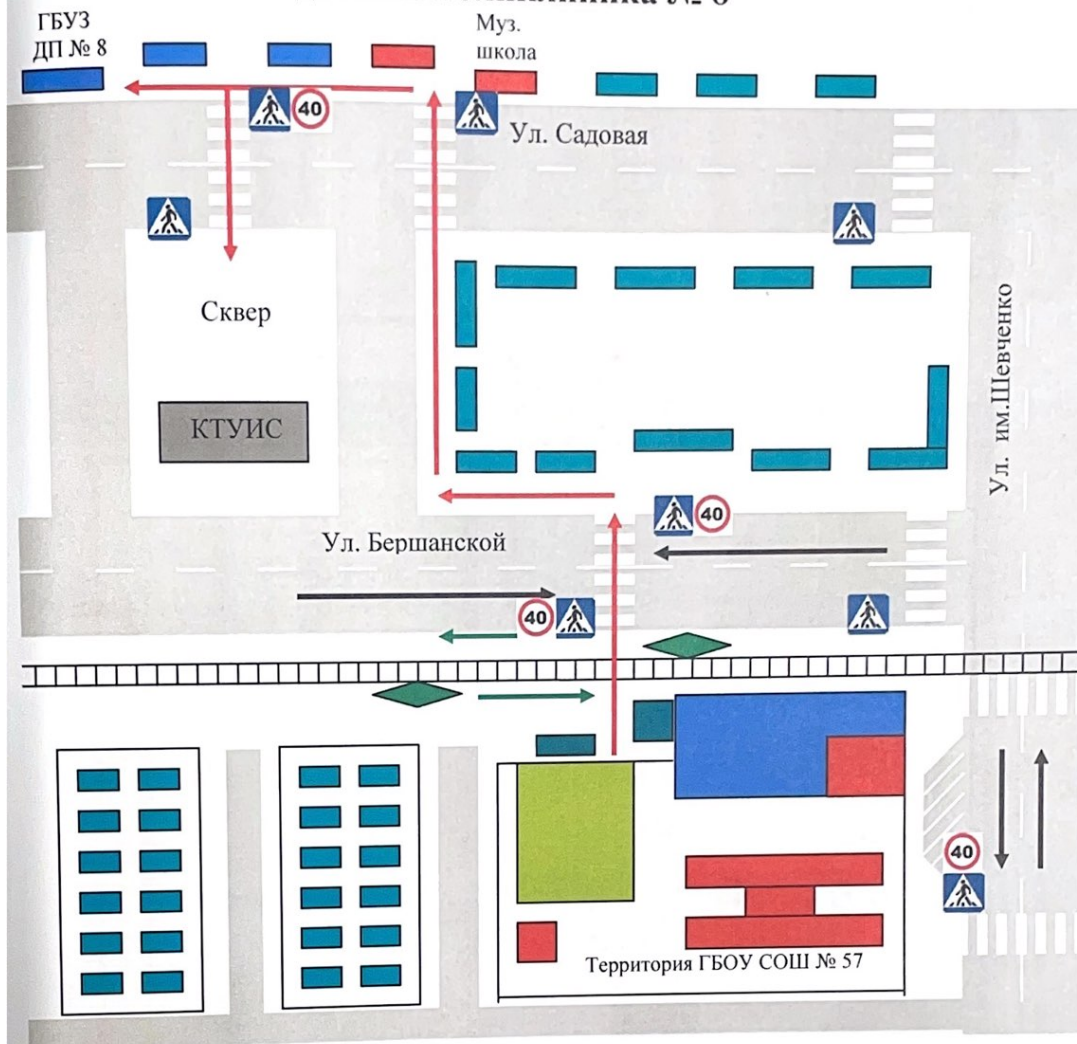 ГБУЗ
ДП № 8
Муз.
школа
40
Ул. Садовая
Сквер
КТУИС
Ул. им.Шевченко
40
Ул. Бершанской
40
40
Территория ГБОУ СОШ № 57